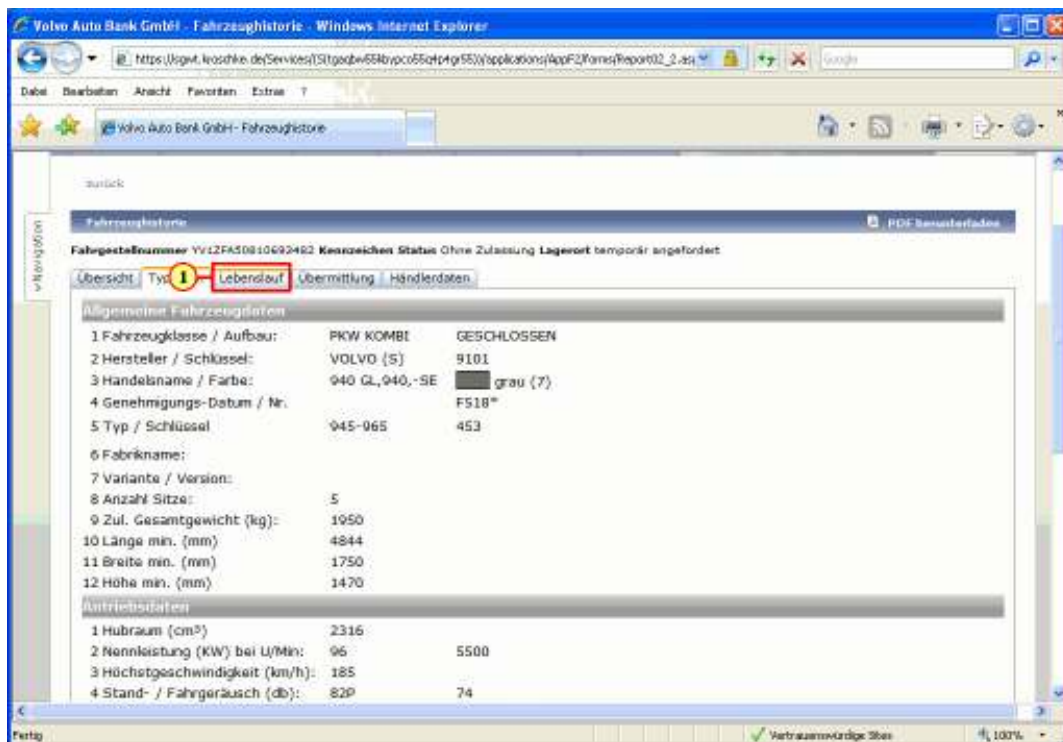 Volvo Auto Bank GmbH - Fahrzeughistorie - Windows Internet Explorer
Google
Datei Bearbeiten Ansicht Favoriten Extras ?
Volvo Auto Bank GmbH - Fahrzeughistorie
zurück
Navigation
Fahrzeughistorie PDF herunterladen
Fahrgestellnummer Kennzeichen Status Ohne Zulassung Lagerort temporär angefordert
Übersicht Typ 1 Lebenslauf Übermittlung Händlerdaten
Allgemeine Fahrzeugdaten
1 Fahrzeugklasse / Aufbau: PKW KOMBI GESCHLOSSEN
2 Hersteller / Schlüssel: VOLVO (S) 9101
3 Handelsname / Farbe: 940 GL,940,-SE grau (7)
4 Genehmigungs-Datum / Nr. F518*
5 Typ / Schlüssel 945-965 453
6 Fabrikname:
7 Variante / Version:
8 Anzahl Sitze: 5
9 Zul. Gesamtgewicht (kg): 1950
10 Länge min. (mm) 4844
11 Breite min. (mm) 1750
12 Höhe min. (mm) 1470
Antriebsdaten
1 Hubraum (cm³) 2316
2 Nennleistung (KW) bei U/Min: 96 5500
3 Höchstgeschwindigkeit (km/h): 185
4 Stand- / Fahrgeräusch (db): 82P 74
Fertig Vertrauenswürdige Sites 100%